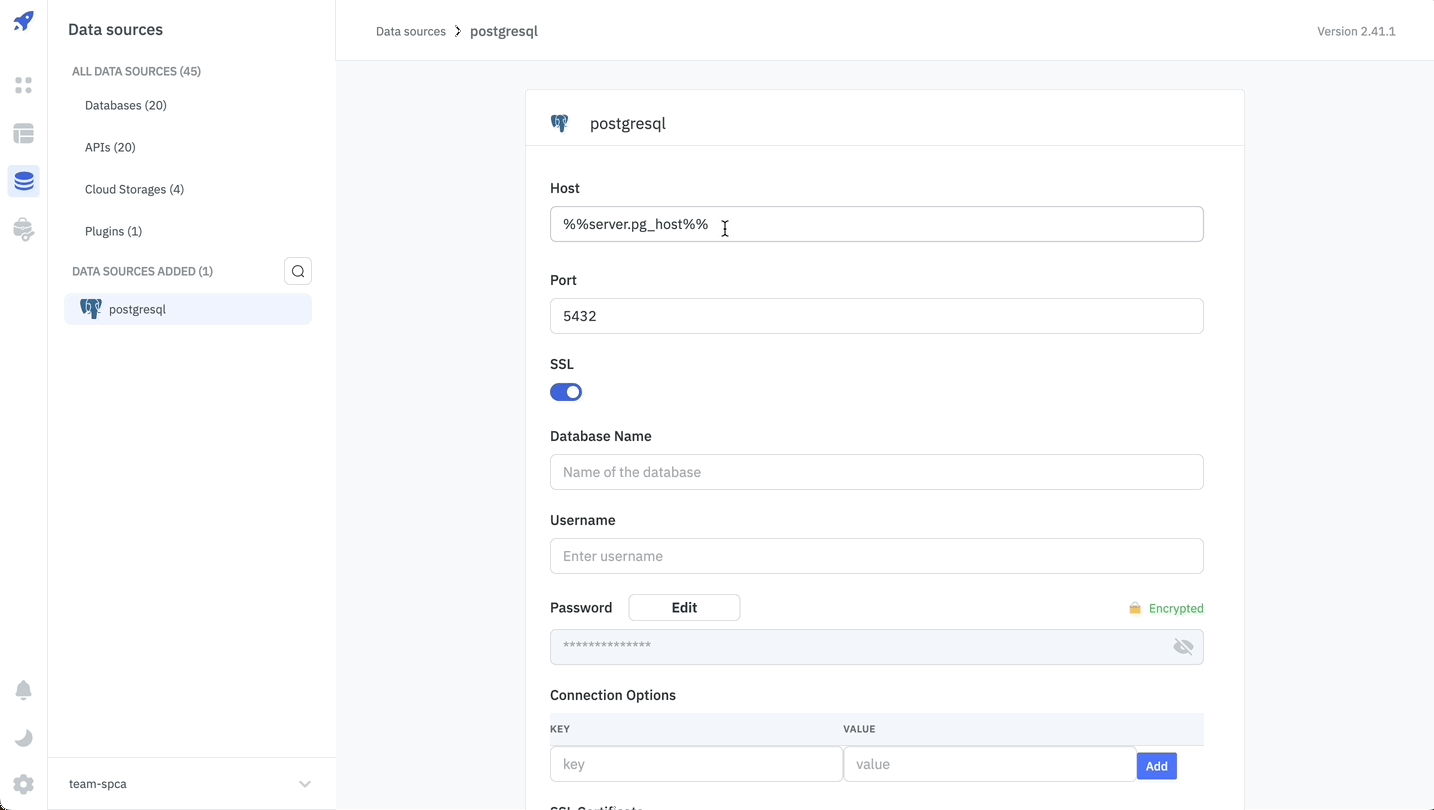 Data sources
ALL DATA SOURCES (45)
Databases (20)
APIs (20)
Cloud Storages (4)
Plugins (1)
DATA SOURCES ADDED (1)
postgresql
team-spca
Data sources > postgresql
Version 2.41.1
postgresql
Host
%%server.pg_host%%
Port
5432
SSL
Database Name
Name of the database
Username
Enter username
Password Edit Encrypted
**************
Connection Options
KEY VALUE
key value Add
SSL Certificate